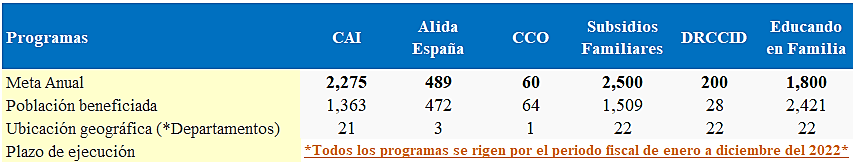 Programas CAI Alida España CCO Subsidios Familiares DRCCID Educando en Familia
Meta Anual 2,275 489 60 2,500 200 1,800
Población beneficiada 1,363 472 64 1,509 28 2,421
Ubicación geográfica (*Departamentos) 21 3 1 22 22 22
Plazo de ejecución *Todos los programas se rigen por el periodo fiscal de enero a diciembre del 2022*